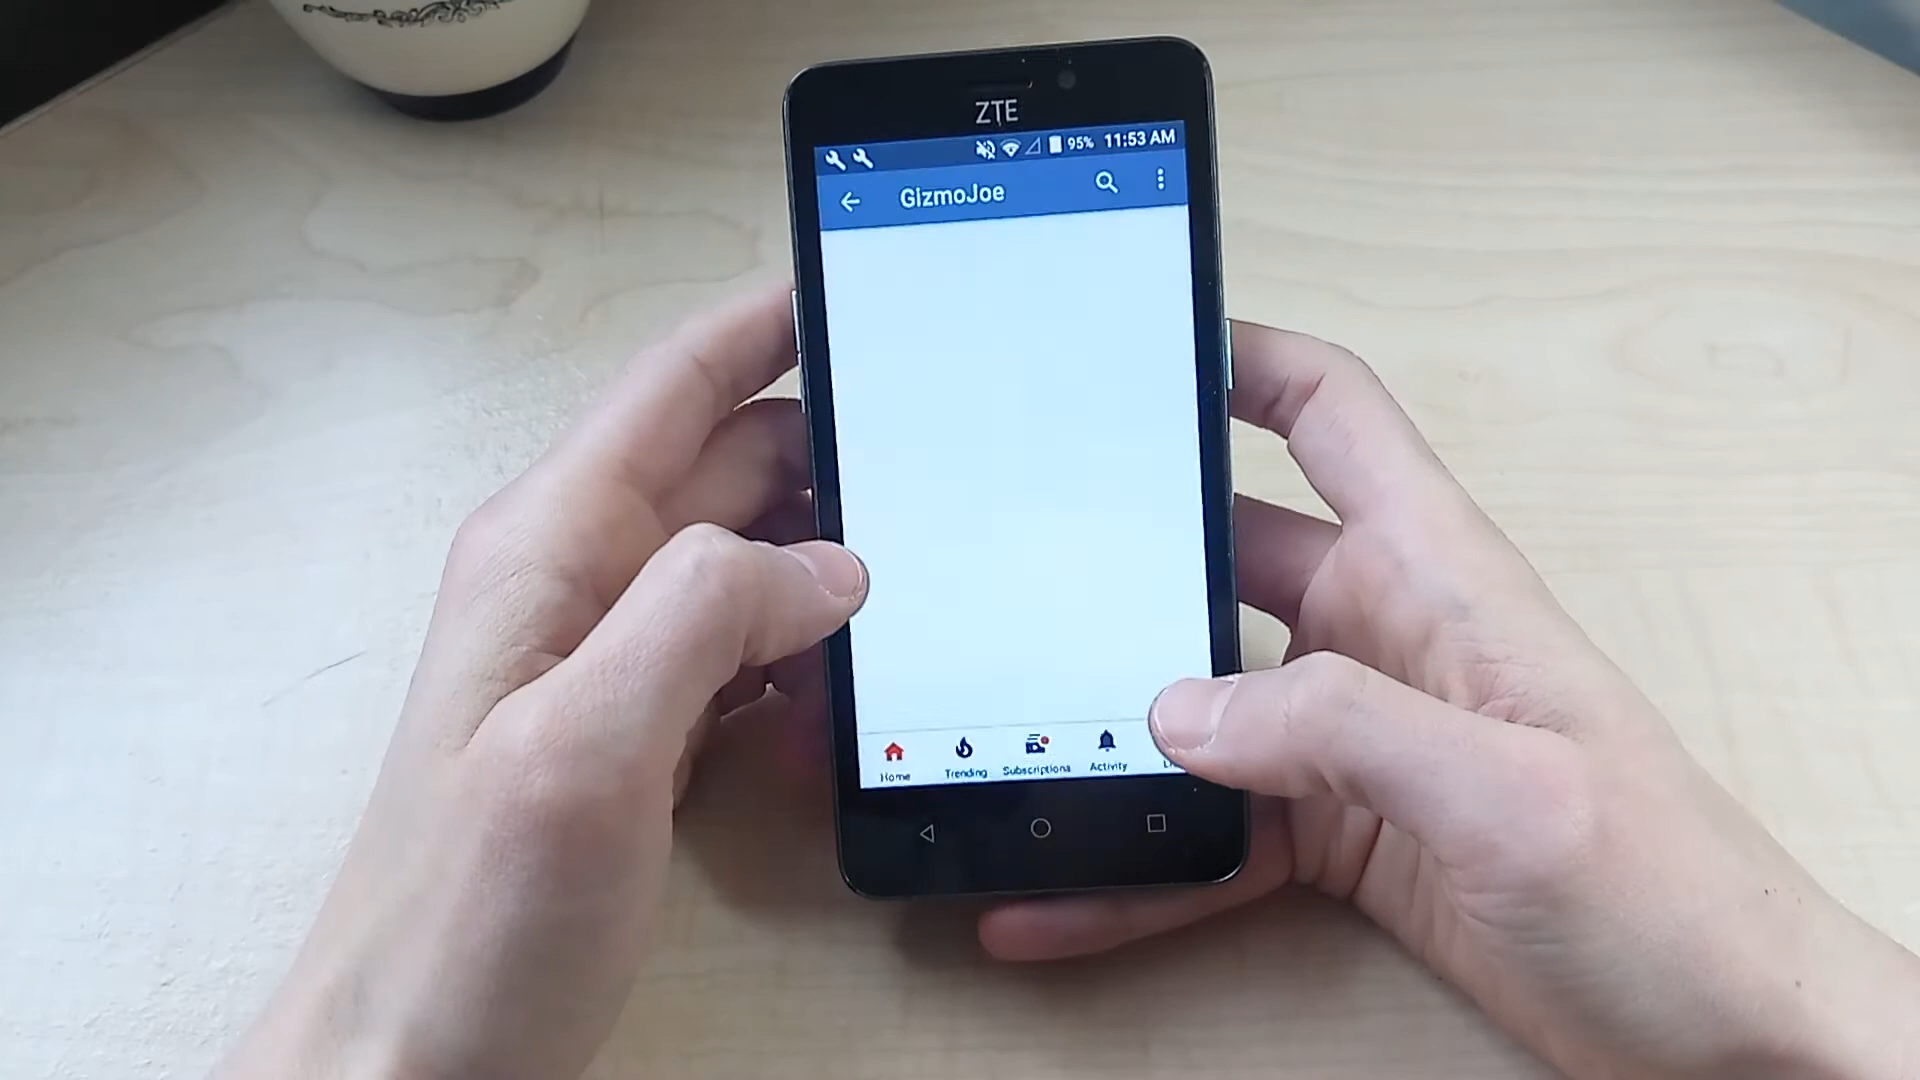 ZTE
95% 11:53 AM
GizmoJoe
Home Trending Subscriptions Activity